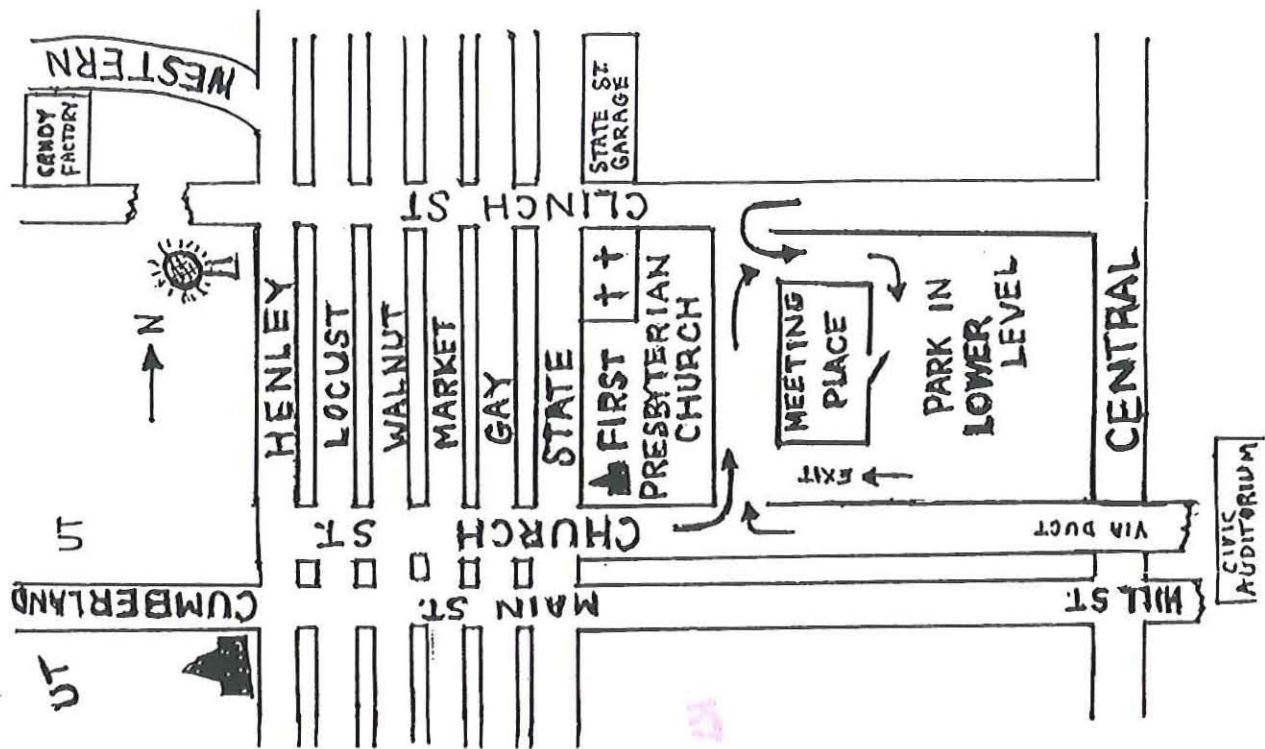 WESTERN
CANDY
FACTORY
STATE ST.
GARAGE
CLINCH ST
N
HENLEY
LOCUST
WALNUT
MARKET
GAY
STATE
FIRST
PRESBYTERIAN
CHURCH
MEETING
PLACE
PARK IN
LOWER
LEVEL
CENTRAL
EXIT
UT
CHURCH ST.
VIA DUCT
CIVIC
AUDITORIUM
CUMBERLAND
MAIN ST.
HILL ST.
UT